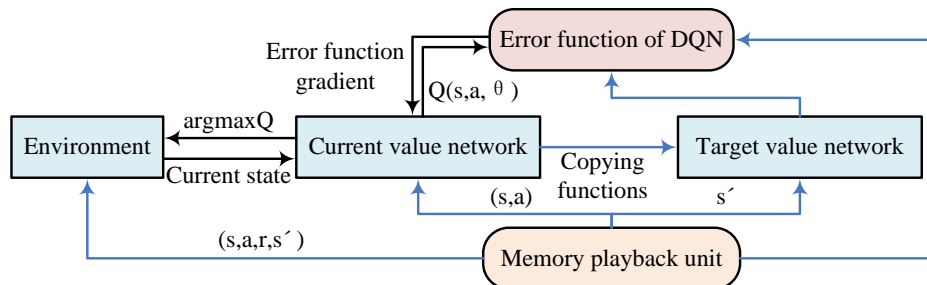 Error function of DQN
Error function
gradient
Q(s,a, θ)
argmaxQ
Environment
Current state
Current value network
Copying
functions
Target value network
(s,a)
s´
(s,a,r,s´ )
Memory playback unit